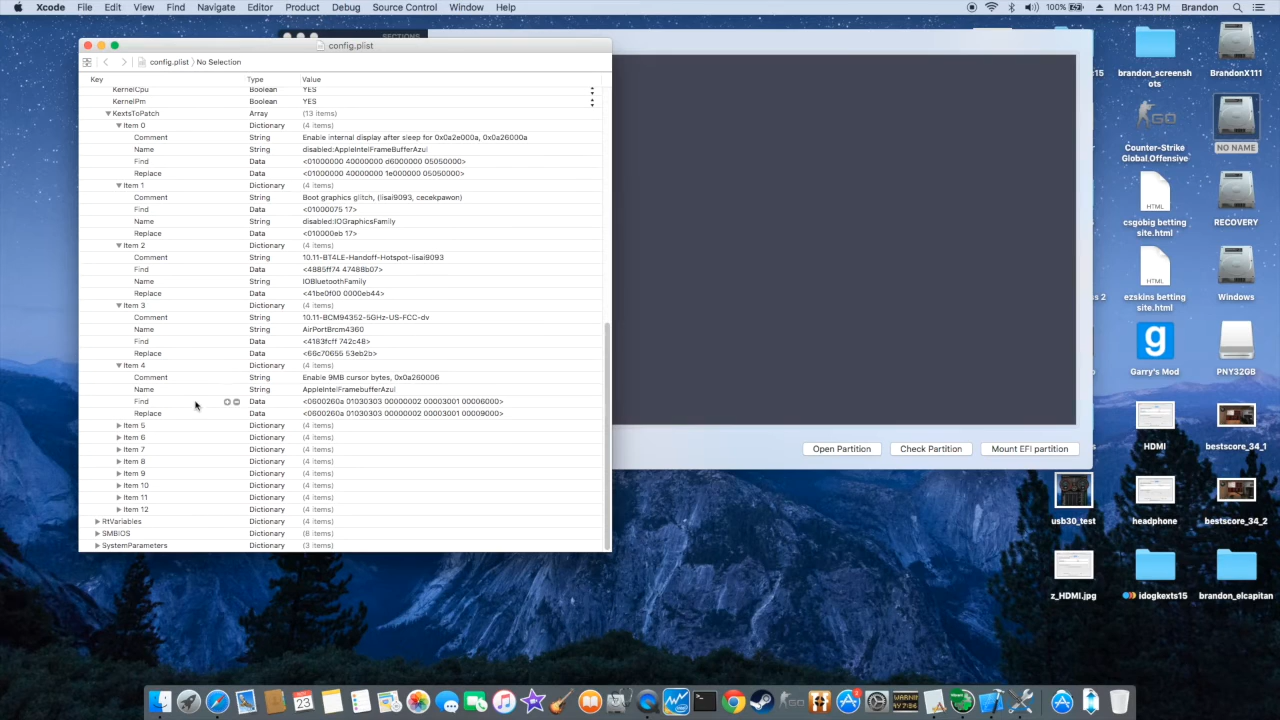 Xcode File Edit View Find Navigate Editor Product Debug Source Control Window Help 100% Mon 1:43 PM Brandon
SECTIONS
config.plist
config.plist No Selection
Key Type Value
KernelCpu Boolean YES
KernelPm Boolean YES
KextsToPatch Array (13 items)
Item 0 Dictionary (4 items)
Comment String Enable internal display after sleep for 0x0a2e000a, 0x0a26000a
Name String disabled:AppleIntelFrameBufferAzul
Find Data <01000000 40000000 d6000000 05050000>
Replace Data <01000000 40000000 1e000000 05050000>
Item 1 Dictionary (4 items)
Comment String Boot graphics glitch, (lisai9093, cecekpawon)
Find Data <01000075 17>
Name String disabled:IOGraphicsFamily
Replace Data <010000eb 17>
Item 2 Dictionary (4 items)
Comment String 10.11-BT4LE-Handoff-Hotspot-lisai9093
Find Data <4885ff74 47488b07>
Name String IOBluetoothFamily
Replace Data <41be0f00 0000eb44>
Item 3 Dictionary (4 items)
Comment String 10.11-BCM94352-5GHz-US-FCC-dv
Name String AirPortBrcm4360
Find Data <4183fcff 742c48>
Replace Data <66c70655 53eb2b>
Item 4 Dictionary (4 items)
Comment String Enable 9MB cursor bytes, 0x0a260006
Name String AppleIntelFramebufferAzul
Find Data <0600260a 01030303 00000002 00003001 00006000>
Replace Data <0600260a 01030303 00000002 00003001 00009000>
Item 5 Dictionary (4 items)
Item 6 Dictionary (4 items)
Item 7 Dictionary (4 items)
Item 8 Dictionary (4 items)
Item 9 Dictionary (4 items)
Item 10 Dictionary (4 items)
Item 11 Dictionary (4 items)
Item 12 Dictionary (4 items)
RtVariables Dictionary (4 items)
SMBIOS Dictionary (8 items)
SystemParameters Dictionary (3 items)
Open Partition Check Partition Mount EFI partition
brandon_screensh
ots
BrandonX111
GO
Counter-Strike
Global Offensive
NO NAME
HTML
csgobig betting
site.html
RECOVERY
HTML
ezskins betting
site.html
Windows
g
Garry's Mod
PNY32GB
HDMI
bestscore_34_1
usb30_test
headphone
bestscore_34_2
z_HDMI.jpg
idogkexts15
brandon_elcapitan
23
2